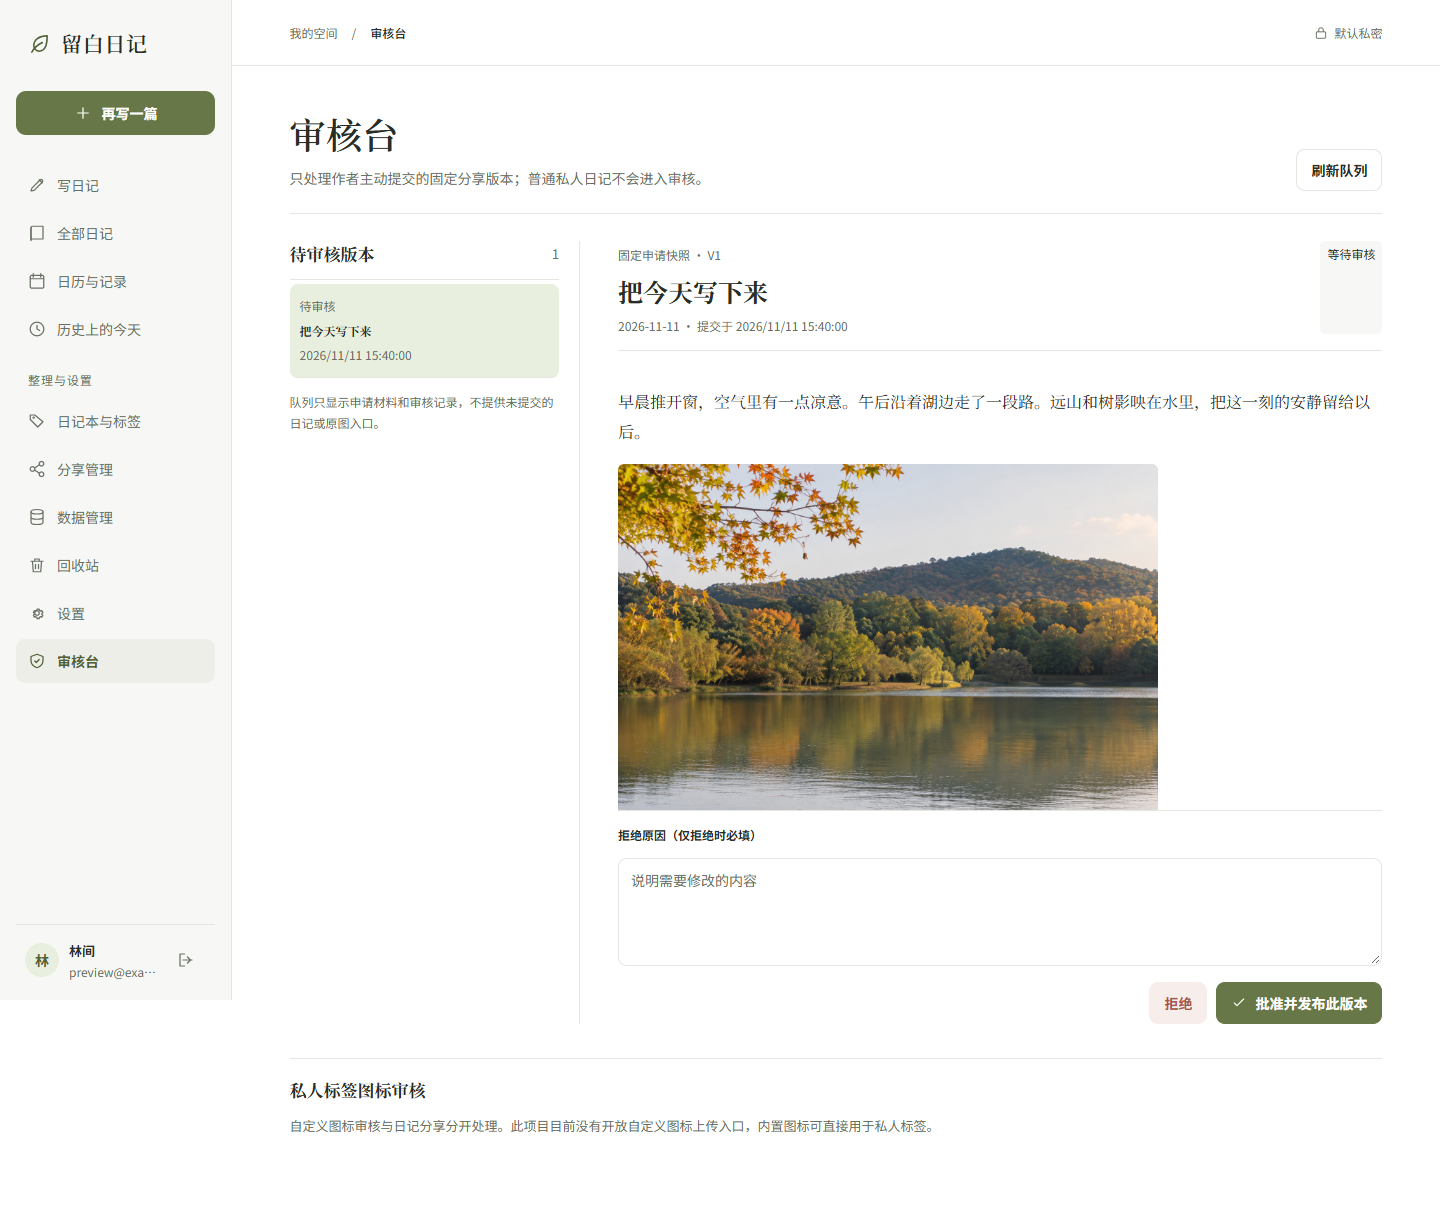 留白日记
再写一篇
写日记
全部日记
日历与记录
历史上的今天
整理与设置
日记本与标签
分享管理
数据管理
回收站
设置
审核台
林
林间
preview@exa···
我的空间 / 审核台
默认私密
审核台
只处理作者主动提交的固定分享版本；普通私人日记不会进入审核。
刷新队列
待审核版本 1
待审核
把今天写下来
2026/11/11 15:40:00
队列只显示申请材料和审核记录，不提供未提交的
日记或原图入口。
固定申请快照 · V1
把今天写下来
2026-11-11 · 提交于 2026/11/11 15:40:00
等待审核
早晨推开窗，空气里有一点凉意。午后沿着湖边走了一段路。远山和树影映在水里，把这一刻的安静留给以
后。
拒绝原因（仅拒绝时必填）
说明需要修改的内容
拒绝
批准并发布此版本
私人标签图标审核
自定义图标审核与日记分享分开处理。此项目目前没有开放自定义图标上传入口，内置图标可直接用于私人标签。